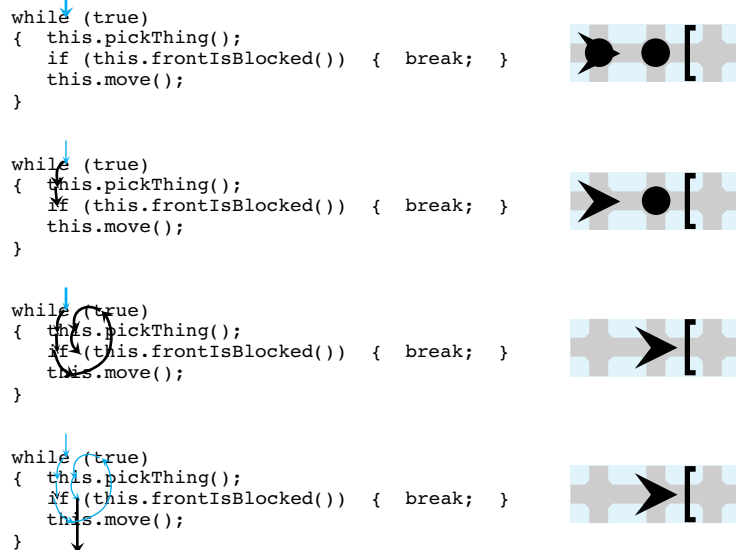 while (true)
{  this.pickThing();
   if (this.frontIsBlocked())  {  break;  }
   this.move();
}
while (true)
{  this.pickThing();
   if (this.frontIsBlocked())  {  break;  }
   this.move();
}
while (true)
{  this.pickThing();
   if (this.frontIsBlocked())  {  break;  }
   this.move();
}
while (true)
{  this.pickThing();
   if (this.frontIsBlocked())  {  break;  }
   this.move();
}